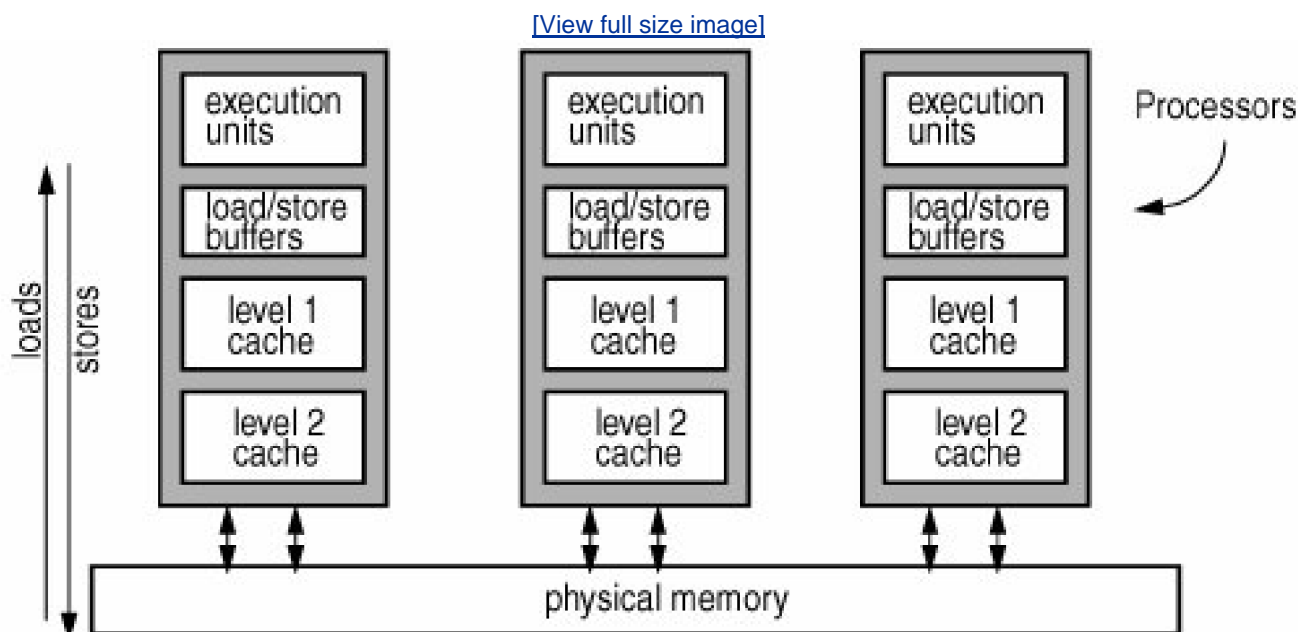 [View full size image]
execution
units
load/store
buffers
level 1
cache
level 2
cache
execution
units
load/store
buffers
level 1
cache
level 2
cache
execution
units
load/store
buffers
level 1
cache
level 2
cache
Processors
loads
stores
physical memory